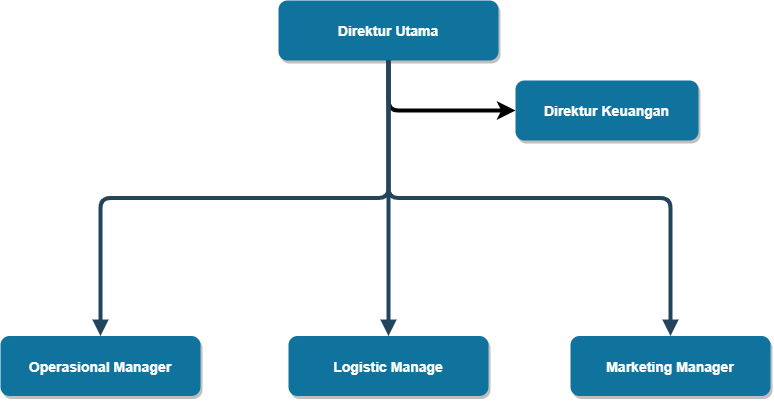 Direktur Utama
Direktur Keuangan
Operasional Manager
Logistic Manage
Marketing Manager